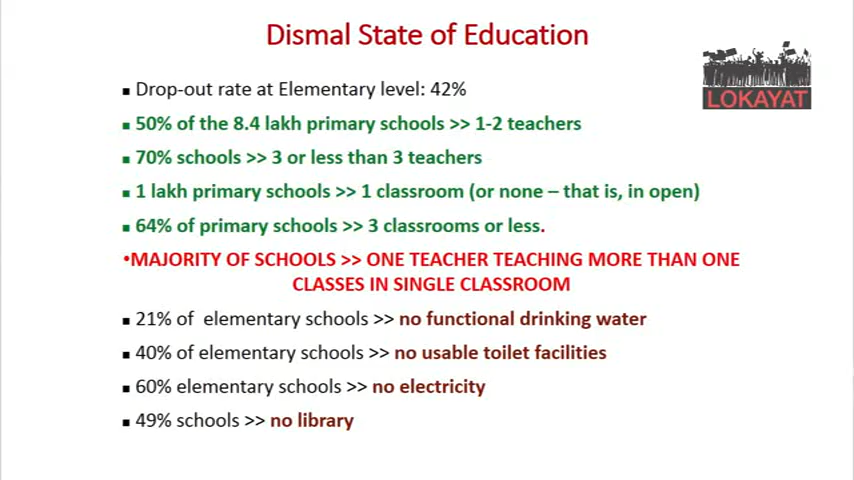 Dismal State of Education
LOKAYAT
▪ Drop-out rate at Elementary level: 42%
▪ 50% of the 8.4 lakh primary schools >> 1-2 teachers
▪ 70% schools >> 3 or less than 3 teachers
▪ 1 lakh primary schools >> 1 classroom (or none – that is, in open)
▪ 64% of primary schools >> 3 classrooms or less.
•MAJORITY OF SCHOOLS >> ONE TEACHER TEACHING MORE THAN ONE
CLASSES IN SINGLE CLASSROOM
▪ 21% of elementary schools >> no functional drinking water
▪ 40% of elementary schools >> no usable toilet facilities
▪ 60% elementary schools >> no electricity
▪ 49% schools >> no library